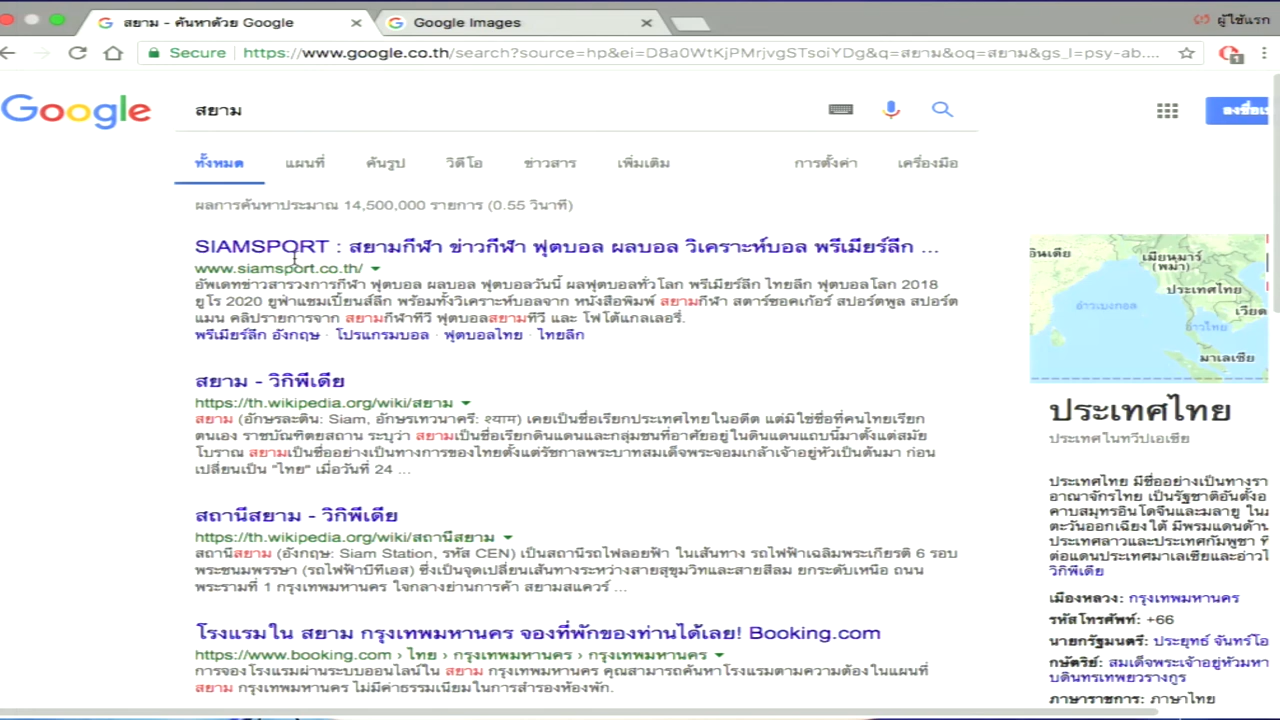 สยาม - ค้นหาด้วย Google
Google Images
ผู้ใช้แรก
Secure https://www.google.co.th/search?source=hp&ei=D8a0WtKjPMrjvgSTsoiYDg&q=สยาม&oq=สยาม&gs_l=psy-ab....
Google
สยาม
ทั้งหมด แผนที่ ค้นรูป วิดีโอ ข่าวสาร เพิ่มเติม การตั้งค่า เครื่องมือ
ผลการค้นหาประมาณ 14,500,000 รายการ (0.55 วินาที)
SIAMSPORT : สยามกีฬา ข่าวกีฬา ฟุตบอล ผลบอล วิเคราะห์บอล พรีเมียร์ลีก ...
www.siamsport.co.th/
อัพเดทข่าวสารวงการกีฬา ฟุตบอล ผลบอล ฟุตบอลวันนี้ ผลฟุตบอลทั่วโลก พรีเมียร์ลีก ไทยลีก ฟุตบอลโลก 2018
ยูโร 2020 ยูฟ่าแชมเปี้ยนส์ลีก พร้อมทั้งวิเคราะห์บอลจาก หนังสือพิมพ์ สยามกีฬา สตาร์ซอคเก้อร์ สปอร์ตพูล สปอร์ต
แมน คลิปรายการจาก สยามกีฬาทีวี ฟุตบอลสยามทีวี และ โฟโต้แกลเลอรี่.
พรีเมียร์ลีก อังกฤษ · โปรแกรมบอล · ฟุตบอลไทย · ไทยลีก
สยาม - วิกิพีเดีย
https://th.wikipedia.org/wiki/สยาม
สยาม (อักษรละติน: Siam, อักษรเทวนาครี: श्याम) เคยเป็นชื่อเรียกประเทศไทยในอดีต แต่มิใช่ชื่อที่คนไทยเรียก
ตนเอง ราชบัณฑิตยสถาน ระบุว่า สยามเป็นชื่อเรียกดินแดนและกลุ่มชนที่อาศัยอยู่ในดินแดนแถบนี้มาตั้งแต่สมัย
โบราณ สยามเป็นชื่ออย่างเป็นทางการของไทยตั้งแต่รัชกาลพระบาทสมเด็จพระจอมเกล้าเจ้าอยู่หัวเป็นต้นมา ก่อน
เปลี่ยนเป็น "ไทย" เมื่อวันที่ 24 ...
สถานีสยาม - วิกิพีเดีย
https://th.wikipedia.org/wiki/สถานีสยาม
สถานีสยาม (อังกฤษ: Siam Station, รหัส CEN) เป็นสถานีรถไฟลอยฟ้า ในเส้นทาง รถไฟฟ้าเฉลิมพระเกียรติ 6 รอบ
พระชนมพรรษา (รถไฟฟ้าบีทีเอส) ซึ่งเป็นจุดเปลี่ยนเส้นทางระหว่างสายสุขุมวิทและสายสีลม ยกระดับเหนือ ถนน
พระรามที่ 1 กรุงเทพมหานคร ใจกลางย่านการค้า สยามสแควร์ ...
โรงแรมใน สยาม กรุงเทพมหานคร จองที่พักของท่านได้เลย! Booking.com
https://www.booking.com › ไทย › กรุงเทพมหานคร › กรุงเทพมหานคร
การจองโรงแรมผ่านระบบออนไลน์ใน สยาม กรุงเทพมหานคร คุณสามารถค้นหาโรงแรมตามความต้องในแผนที่
สยาม กรุงเทพมหานคร ไม่มีค่าธรรมเนียมในการสำรองห้องพัก.
อินเดีย
เมียนมาร์
(พม่า)
ประเทศไทย
อ่าวเบงกอล
เวียด
อ่าวไทย
มาเลเซีย
ประเทศไทย
ประเทศในทวีปเอเชีย
ประเทศไทย มีชื่ออย่างเป็นทางรา
อาณาจักรไทย เป็นรัฐชาติอันตั้งอ
คาบสมุทรอินโดจีนและมลายู ในภ
ตะวันออกเฉียงใต้ มีพรมแดนด้าน
ประเทศลาวและประเทศกัมพูชา ทิ
ต่อแดนประเทศมาเลเซียและอ่าวไ
วิกิพีเดีย
เมืองหลวง: กรุงเทพมหานคร
รหัสโทรศัพท์: +66
นายกรัฐมนตรี: ประยุทธ์ จันทร์โอ
กษัตริย์: สมเด็จพระเจ้าอยู่หัวมหา
บดินทรเทพยวรางกูร
ภาษาราชการ: ภาษาไทย